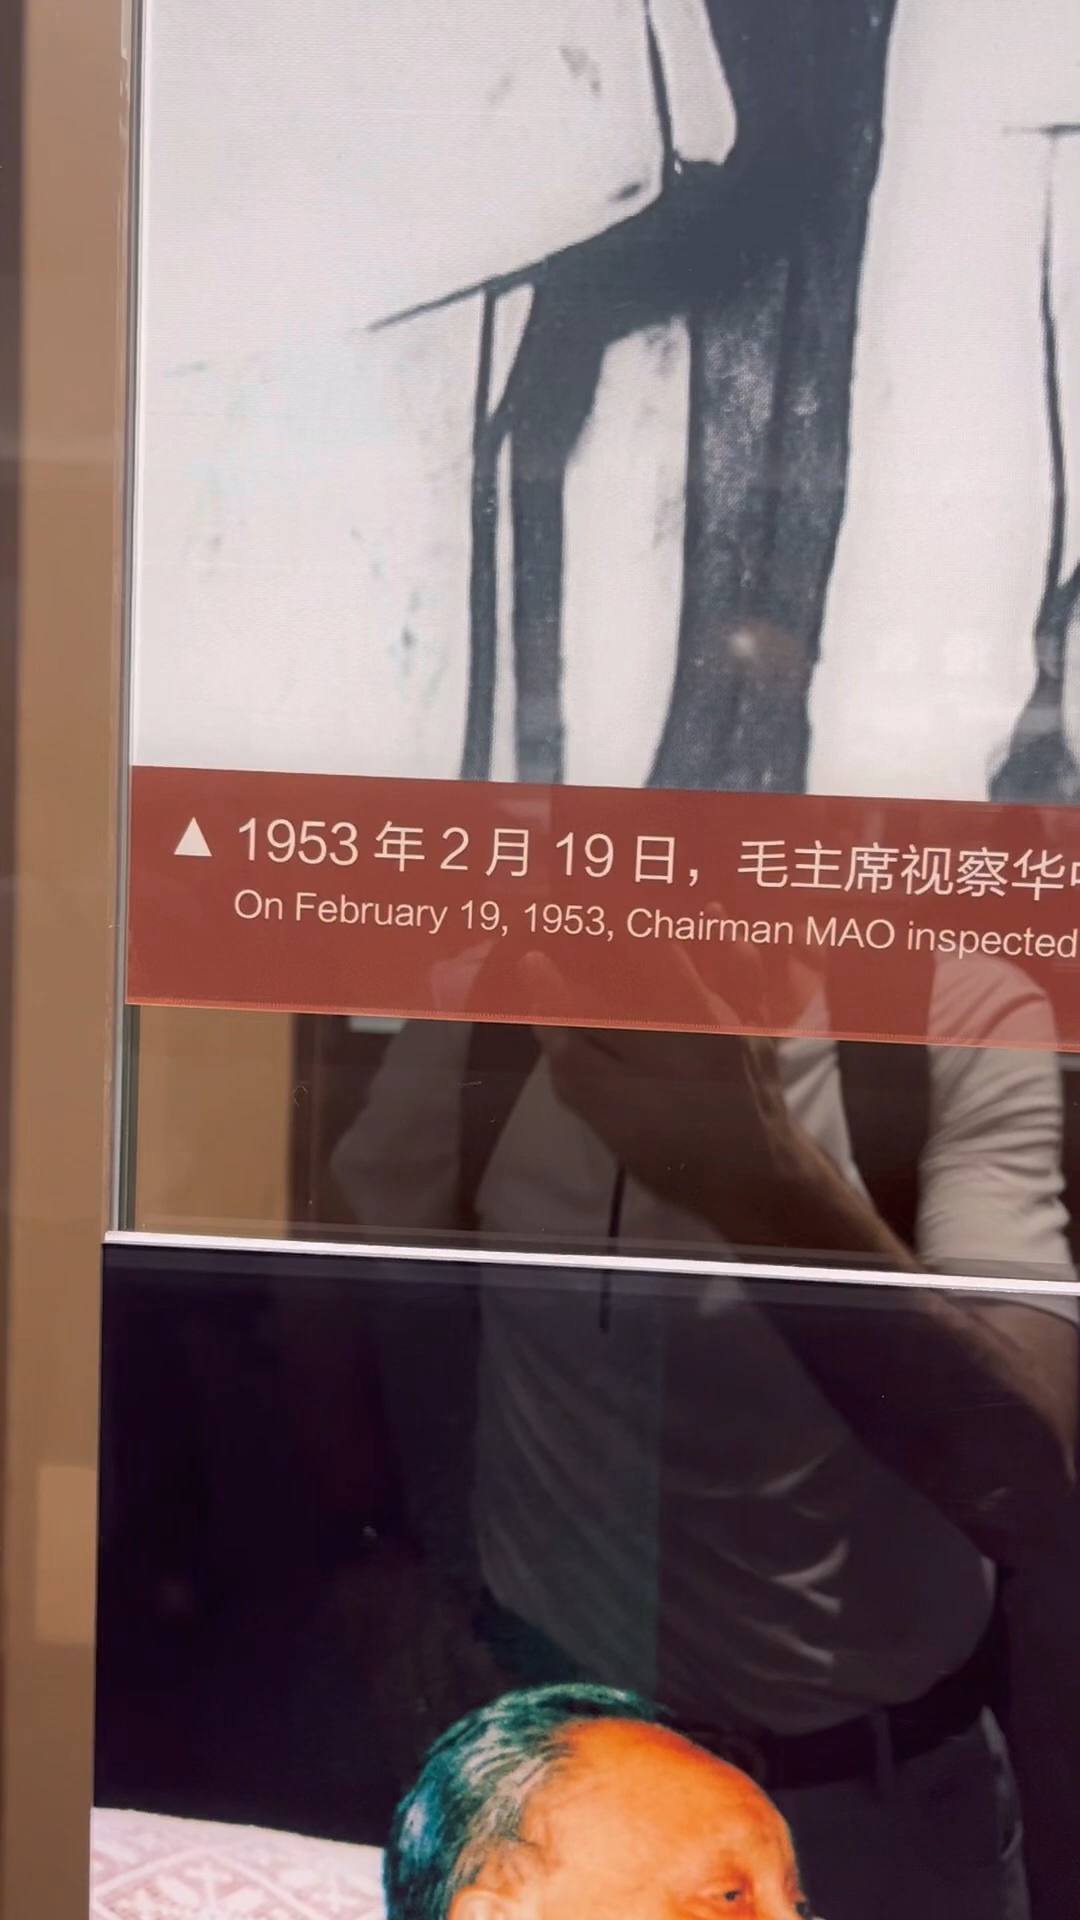 ▲ 1953 年 2 月 19 日，毛主席视察华
On February 19, 1953, Chairman MAO inspected